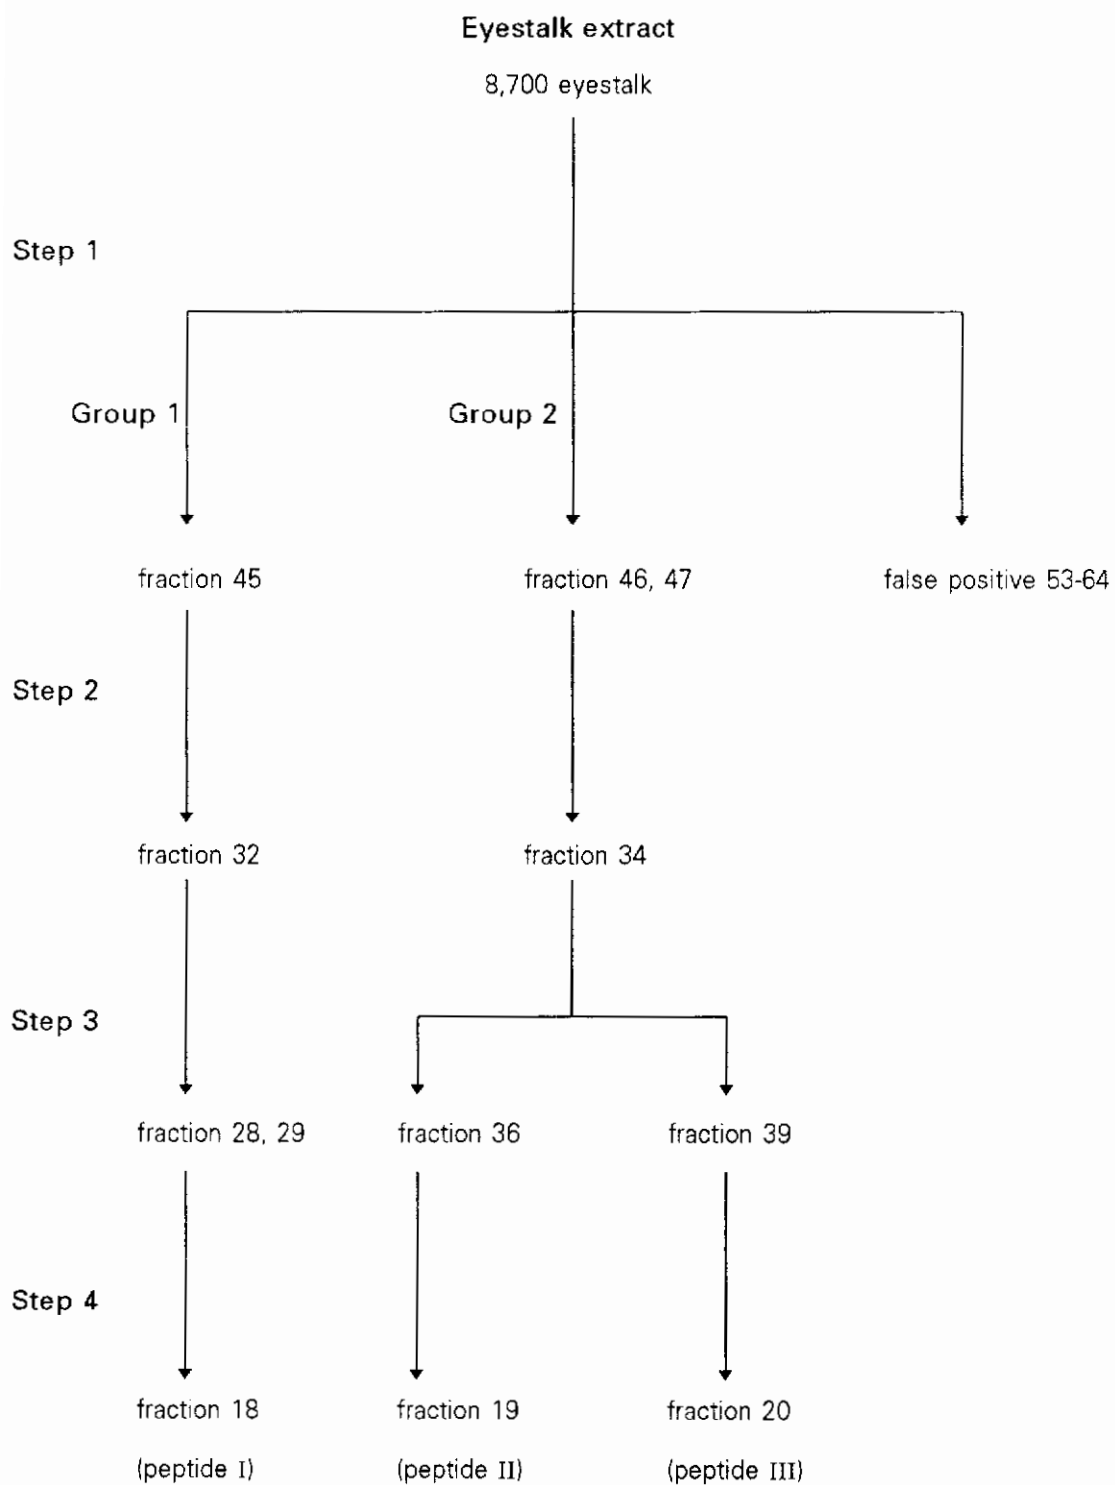 Eyestalk extract
8,700 eyestalk
Step 1
Group 1
Group 2
fraction 45
fraction 46, 47
false positive 53-64
Step 2
fraction 32
fraction 34
Step 3
fraction 28, 29
fraction 36
fraction 39
Step 4
fraction 18
fraction 19
fraction 20
(peptide I)
(peptide II)
(peptide III)